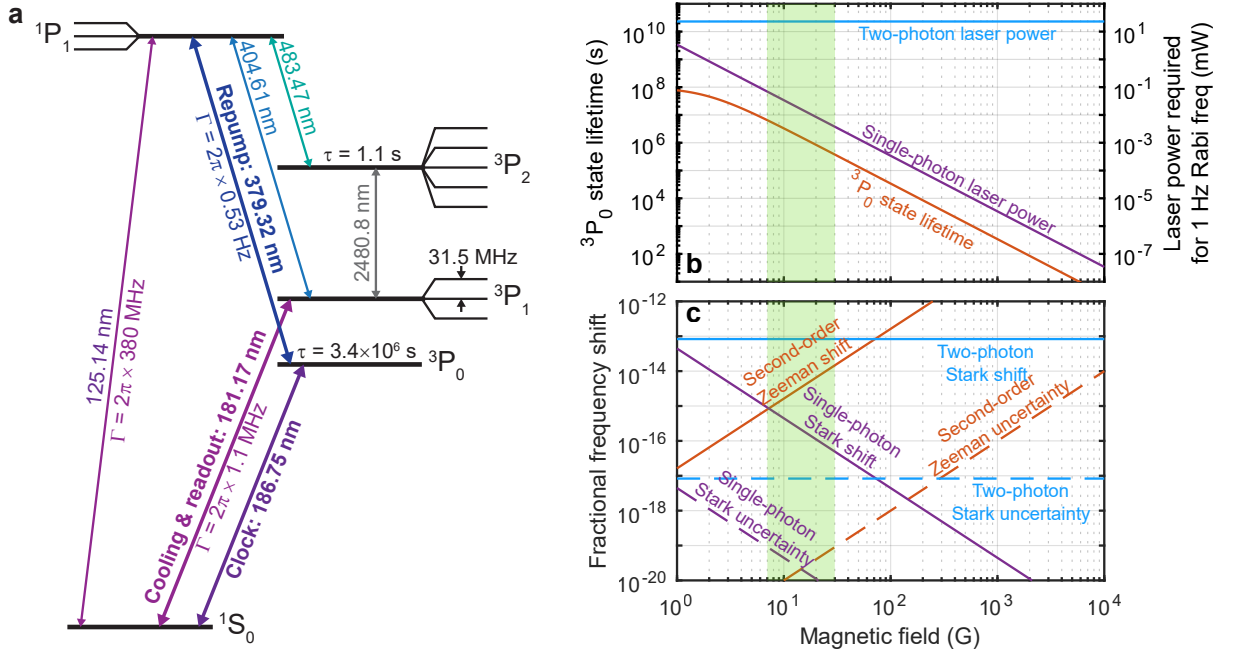 a
¹P₁
125.14 nm
Γ = 2π × 380 MHz
Repump: 379.32 nm
Γ = 2π × 0.53 Hz
404.61 nm
483.47 nm
τ = 1.1 s
³P₂
2480.8 nm
31.5 MHz
³P₁
τ = 3.4×10⁶ s
³P₀
Cooling & readout: 181.17 nm
Γ = 2π × 1.1 MHz
Clock: 186.75 nm
¹S₀
b
³P₀ state lifetime (s)
10¹⁰
10⁸
10⁶
10⁴
10²
Two-photon laser power
Single-photon laser power
³P₀ state lifetime
10¹
10⁻¹
10⁻³
10⁻⁵
10⁻⁷
Laser power required
for 1 Hz Rabi freq (mW)
c
Fractional frequency shift
10⁻¹²
10⁻¹⁴
10⁻¹⁶
10⁻¹⁸
10⁻²⁰
Second-order
Zeeman shift
Two-photon
Stark shift
Single-photon
Stark shift
Second-order
Zeeman uncertainty
Single-photon
Stark uncertainty
Two-photon
Stark uncertainty
10⁰
10¹
10²
10³
10⁴
Magnetic field (G)